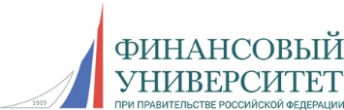 1919
ФИНАНСОВЫЙ
УНИВЕРСИТЕТ
ПРИ ПРАВИТЕЛЬСТВЕ РОССИЙСКОЙ ФЕДЕРАЦИИ